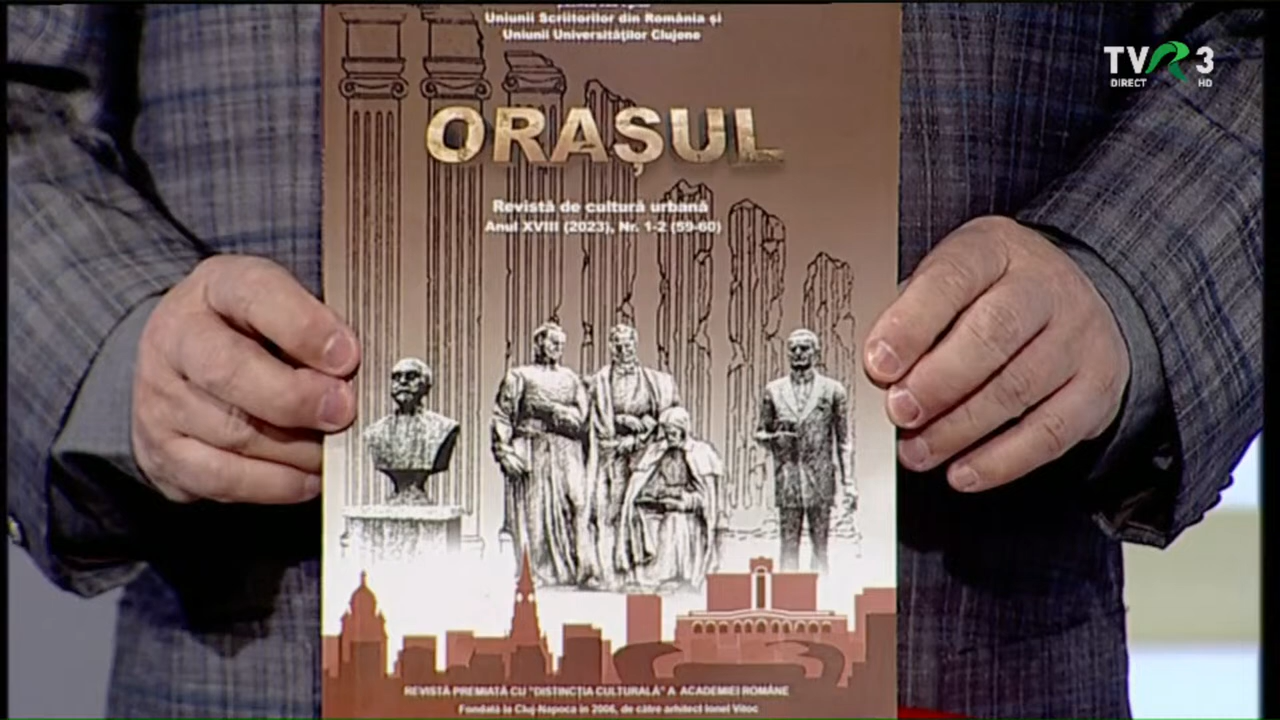 Uniunii Scriitorilor din România și
Uniunii Universităților Clujene
TVR 3
DIRECT HD
ORAȘUL
Revistă de cultură urbană
Anul XVIII (2023), Nr. 1-2 (59-60)
REVISTĂ PREMIATĂ CU "DISTINCȚIA CULTURALĂ" A ACADEMIEI ROMÂNE
Fondată la Cluj-Napoca în 2006, de către arhitect Ionel Vitoc